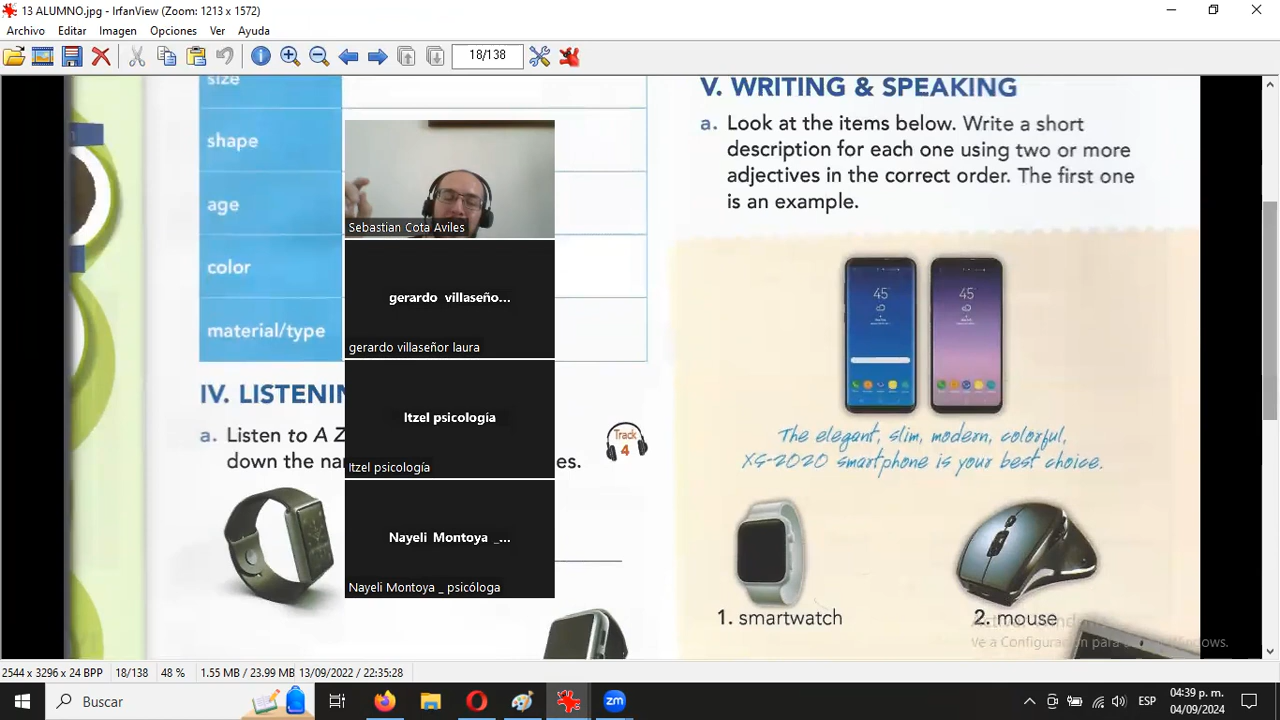 13 ALUMNO.jpg - IrfanView (Zoom: 1213 x 1572)
Archivo Editar Imagen Opciones Ver Ayuda
18/138
size
shape
age
color
material/type
Sebastian Cota Aviles
gerardo villaseño...
gerardo villaseñor laura
Itzel psicología
Itzel psicología
Nayeli Montoya _...
Nayeli Montoya _ psicóloga
IV. LISTENIN
a. Listen to A Z
down the na
es.
Track
4
V. WRITING & SPEAKING
a. Look at the items below. Write a short
description for each one using two or more
adjectives in the correct order. The first one
is an example.
45°
45°
The elegant, slim, modern, colorful,
XS-2020 smartphone is your best choice.
1. smartwatch
2. mouse
Ve a Configuración para
Windows.
2544 x 3296 x 24 BPP 18/138 48 % 1.55 MB / 23.99 MB 13/09/2022 / 22:35:28
Buscar
zm
ESP
04:39 p. m.
04/09/2024